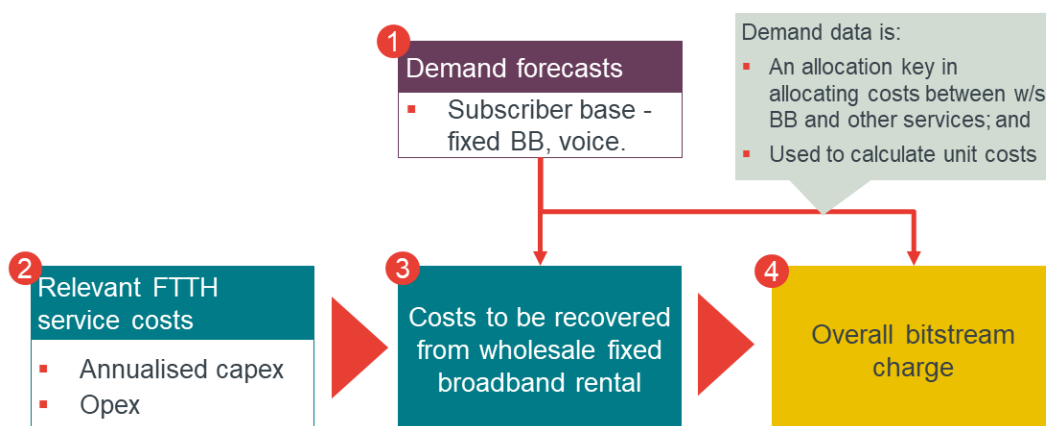 1
Demand forecasts
▪ Subscriber base -
fixed BB, voice.
Demand data is:
▪ An allocation key in
allocating costs between w/s
BB and other services; and
▪ Used to calculate unit costs
2
Relevant FTTH
service costs
▪ Annualised capex
▪ Opex
3
Costs to be recovered
from wholesale fixed
broadband rental
4
Overall bitstream
charge